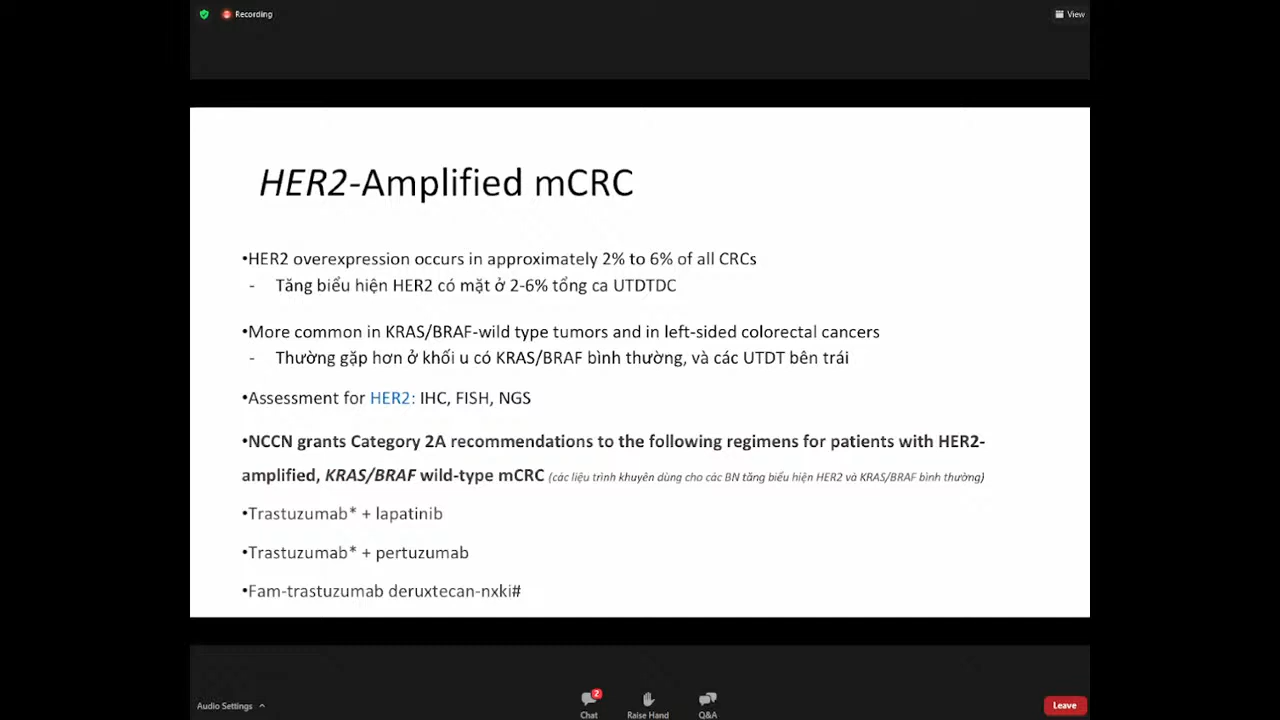 Recording
View
HER2-Amplified mCRC
•HER2 overexpression occurs in approximately 2% to 6% of all CRCs
- Tăng biểu hiện HER2 có mặt ở 2-6% tổng ca UTDTDC
•More common in KRAS/BRAF-wild type tumors and in left-sided colorectal cancers
- Thường gặp hơn ở khối u có KRAS/BRAF bình thường, và các UTDT bên trái
•Assessment for HER2: IHC, FISH, NGS
•NCCN grants Category 2A recommendations to the following regimens for patients with HER2-
amplified, KRAS/BRAF wild-type mCRC (các liệu trình khuyên dùng cho các BN tăng biểu hiện HER2 và KRAS/BRAF bình thường)
•Trastuzumab* + lapatinib
•Trastuzumab* + pertuzumab
•Fam-trastuzumab deruxtecan-nxki#
Audio Settings
2
Chat
Raise Hand
Q&A
Leave